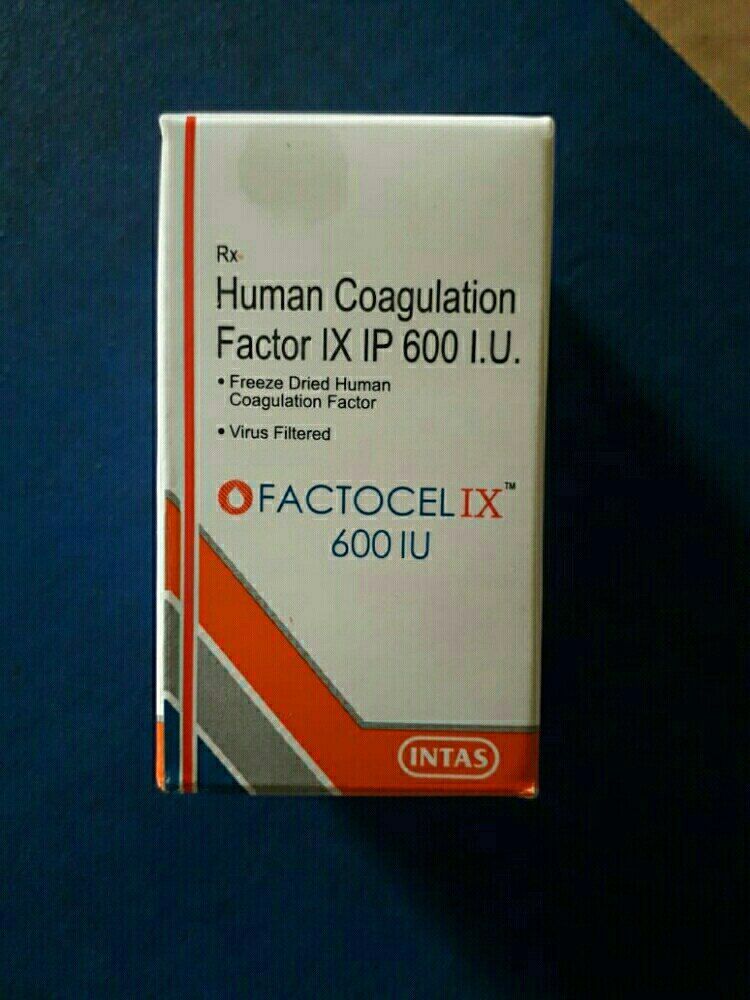 Rx
Human Coagulation
Factor IX IP 600 I.U.
• Freeze Dried Human
Coagulation Factor
• Virus Filtered
FACTOCEL IX™
600 IU
INTAS